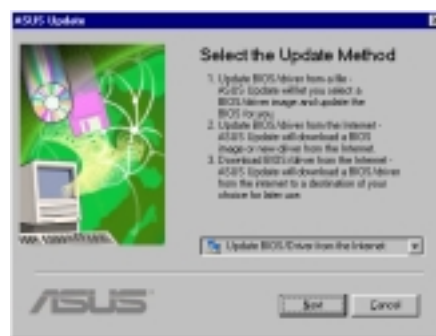 ASUS Update
Select the Update Method
1. Update BIOS/driver from a file -
ASUS Update will let you select a
BIOS/driver image and update the
BIOS for you.
2. Update BIOS/driver from the Internet -
ASUS Update will download a BIOS
image or new driver from the Internet.
3. Download BIOS/driver from the Internet -
ASUS Update will download a BIOS/driver
from the internet to a destination of your
choice for later use.
Update BIOS/Driver from the Internet
/ISUS
Next
Cancel